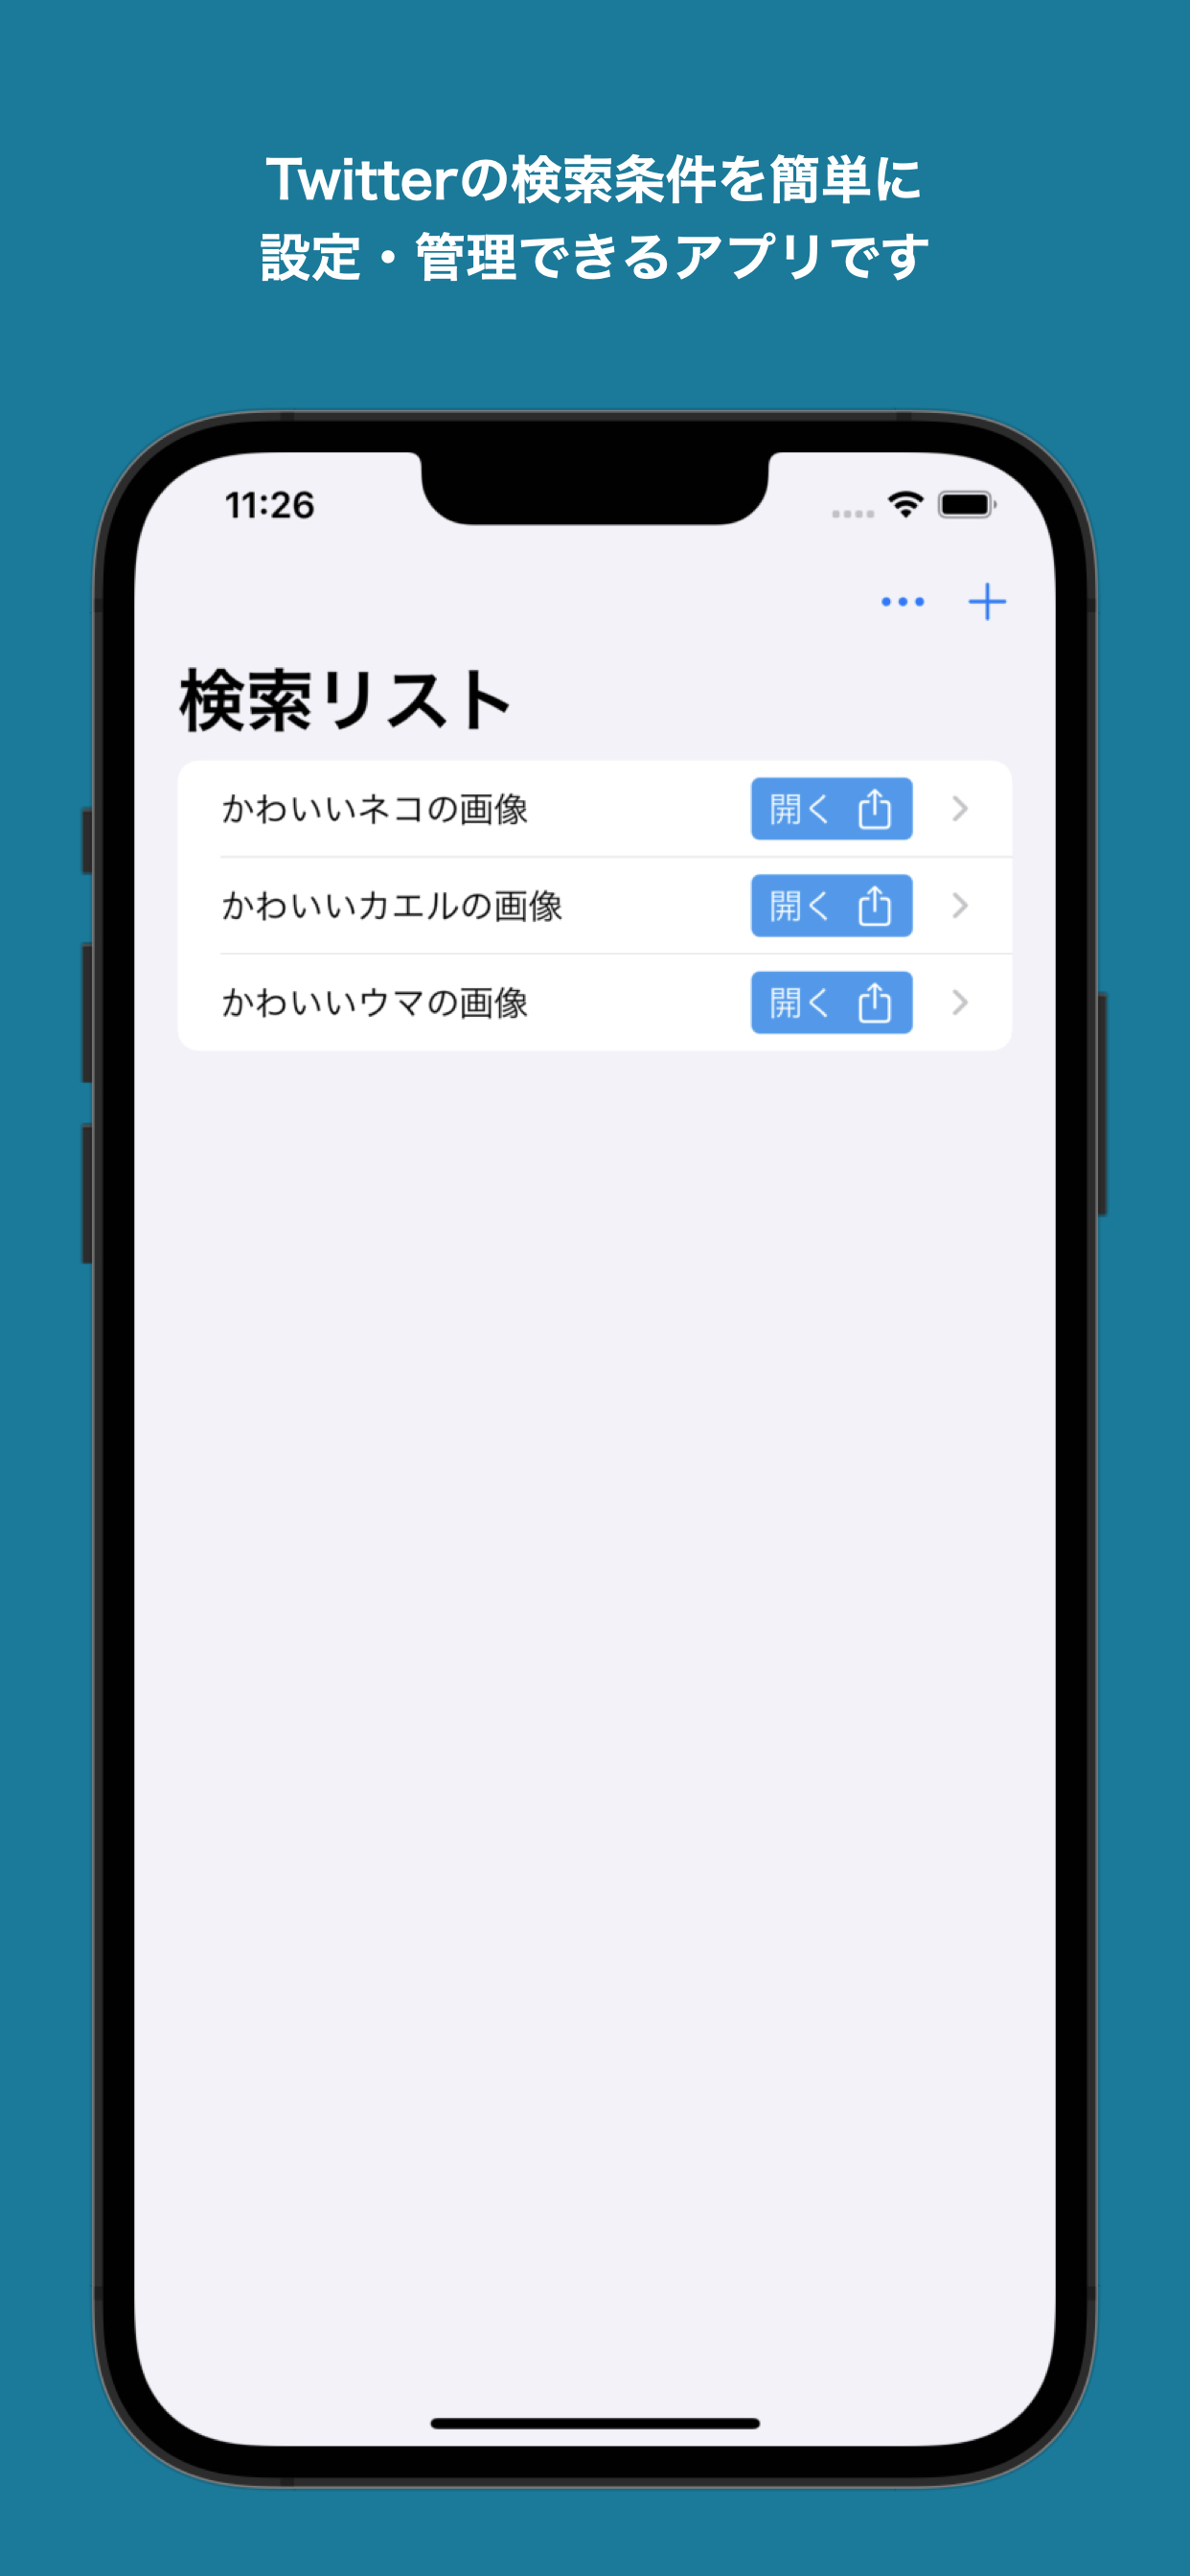 Twitterの検索条件を簡単に
設定・管理できるアプリです
11:26
検索リスト
かわいいネコの画像 開く
かわいいカエルの画像 開く
かわいいウマの画像 開く